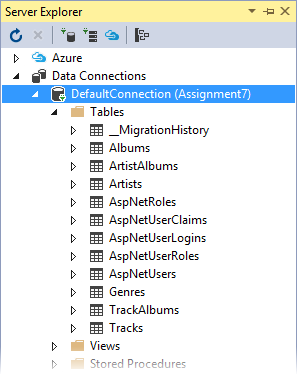 Server Explorer
Azure
Data Connections
DefaultConnection (Assignment7)
Tables
__MigrationHistory
Albums
ArtistAlbums
Artists
AspNetRoles
AspNetUserClaims
AspNetUserLogins
AspNetUserRoles
AspNetUsers
Genres
TrackAlbums
Tracks
Views
Stored Procedures